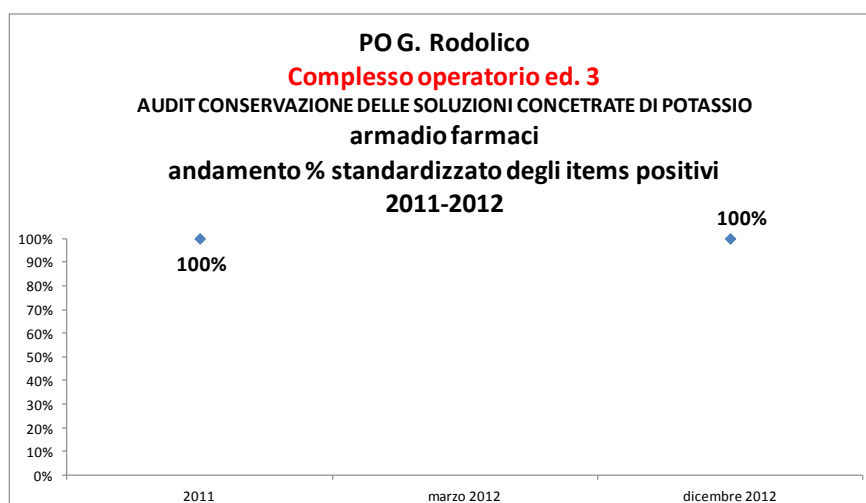 PO G. Rodolico
Complesso operatorio ed. 3
AUDIT CONSERVAZIONE DELLE SOLUZIONI CONCETRATE DI POTASSIO
armadio farmaci
andamento % standardizzato degli items positivi
2011-2012
100%
100%
100%
90%
80%
70%
60%
50%
40%
30%
20%
10%
0%
2011
marzo 2012
dicembre 2012